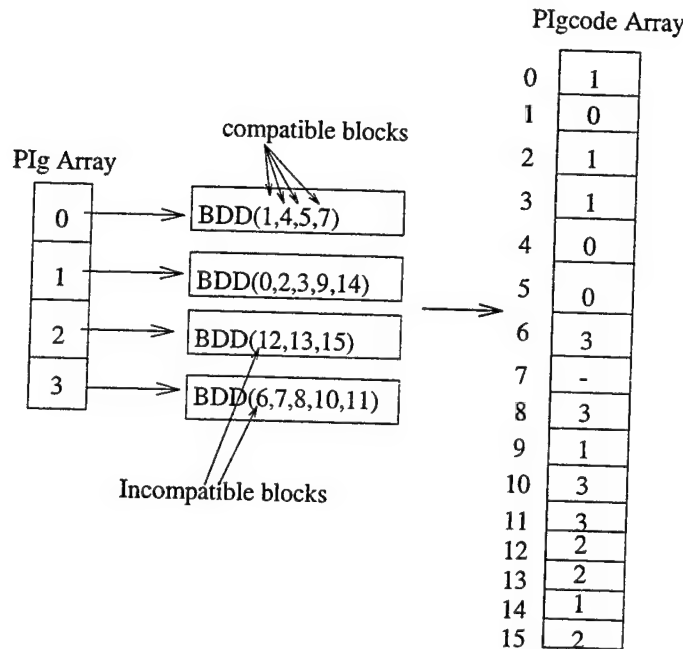 PIgcode Array
compatible blocks
PIg Array
0 BDD(1,4,5,7)
1 BDD(0,2,3,9,14)
2 BDD(12,13,15)
3 BDD(6,7,8,10,11)
Incompatible blocks
0 1
1 0
2 1
3 1
4 0
5 0
6 3
7 -
8 3
9 1
10 3
11 3
12 2
13 2
14 1
15 2